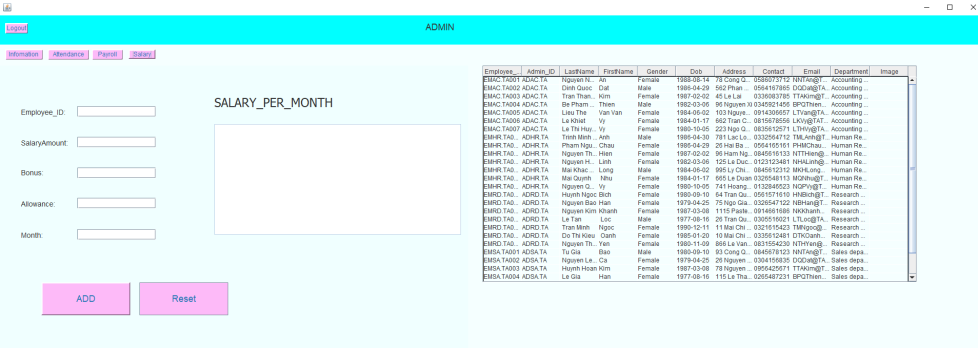 ADMIN
Logout
Infomation Attendance Payroll Salary
Employee_ID:
SalaryAmount:
Bonus:
Allowance:
Month:
SALARY_PER_MONTH
ADD Reset
Employee_... Admin_ID LastName FirstName Gender Dob Address Contact Email Department Image
EMAC.TA001 ADAC.TA Nguyen N... An Female 1988-08-14 78 Cong Q... 0586073712 NNTAn@T... Accounting ...
EMAC.TA002 ADAC.TA Dinh Quoc Dat Male 1986-04-29 562 Phan ... 0564167865 DQDat@TA... Accounting ...
EMAC.TA003 ADAC.TA Tran Than... Kim Female 1987-02-02 45 Le Lai 0336083785 TTAKim@T... Accounting ...
EMAC.TA004 ADAC.TA Be Pham ... Thien Male 1982-03-06 96 Nguyen Xi 0345921456 BPQThien... Accounting ...
EMAC.TA005 ADAC.TA Lieu The Van Van Female 1984-06-02 103 Nguye... 0914306657 LTVan@TA... Accounting ...
EMAC.TA006 ADAC.TA Le Khiet Vy Female 1984-01-17 662 Tran C... 0815678556 LKVy@TAT... Accounting ...
EMAC.TA007 ADAC.TA Le Thi Huy... Vy Female 1980-10-05 223 Ngo Q... 0835612571 LTHVy@TA... Accounting ...
EMHR.TA0... ADHR.TA Trinh Minh ... Anh Male 1986-04-30 781 Lac Lo... 0332564712 TMLAnh@T... Human Re...
EMHR.TA0... ADHR.TA Pham Ngu... Chau Female 1986-04-29 26 Hai Ba ... 0564165161 PHMChau... Human Re...
EMHR.TA0... ADHR.TA Nguyen Th... Hien Female 1987-02-02 96 Ham Ng... 0845616133 NTTHien@... Human Re...
EMHR.TA0... ADHR.TA Nguyen H... Linh Female 1982-03-06 125 Le Duc... 0123123481 NHALinh@... Human Re...
EMHR.TA0... ADHR.TA Mai Khac ... Long Male 1984-06-02 995 Ly Chi ... 0845612312 MKHLong... Human Re...
EMHR.TA0... ADHR.TA Mai Quynh Nhu Female 1984-01-17 665 Le Duan 0326548113 MQNhu@T... Human Re...
EMHR.TA0... ADHR.TA Nguyen Q... Vy Female 1980-10-05 741 Hoang... 0132846523 NQPVy@T... Human Re...
EMRD.TA0... ADRD.TA Huynh Ngoc Bich Female 1980-09-10 64 Tran Qu... 0561571610 HNBich@T... Research ...
EMRD.TA0... ADRD.TA Nguyen Bao Han Female 1979-04-25 75 Ngo Gia... 0326547122 NBHan@T... Research ...
EMRD.TA0... ADRD.TA Nguyen Kim Khanh Female 1987-03-08 1115 Paste... 0914661686 NKKhanh... Research ...
EMRD.TA0... ADRD.TA Le Tan Loc Male 1977-08-16 26 Tran Qu... 0305516021 LTLoc@TA... Research ...
EMRD.TA0... ADRD.TA Tran Minh Ngoc Female 1990-12-11 11 Mai Chi ... 0321615423 TMNgoc@... Research ...
EMRD.TA0... ADRD.TA Do Thi Kieu Oanh Female 1985-01-20 10 Mai Chi ... 0335612481 DTKOanh... Research ...
EMRD.TA0... ADRD.TA Nguyen Th... Yen Female 1980-11-09 866 Le Van... 0831554230 NTHYen@... Research ...
EMSA.TA001 ADSA.TA Tu Gia Bao Male 1980-09-10 93 Cong Q... 0845678123 NNTAn@T... Sales depa...
EMSA.TA002 ADSA.TA Nguyen Le... Ca Female 1979-04-25 26 Nguyen ... 0304156835 DQDat@TA... Sales depa...
EMSA.TA003 ADSA.TA Huynh Hoan Kim Female 1987-03-08 78 Nguyen ... 0956425671 TTAKim@T... Sales depa...
EMSA.TA004 ADSA.TA Le Gia Han Female 1977-08-16 115 Le Tha... 0265487231 BPQThien... Sales depa...